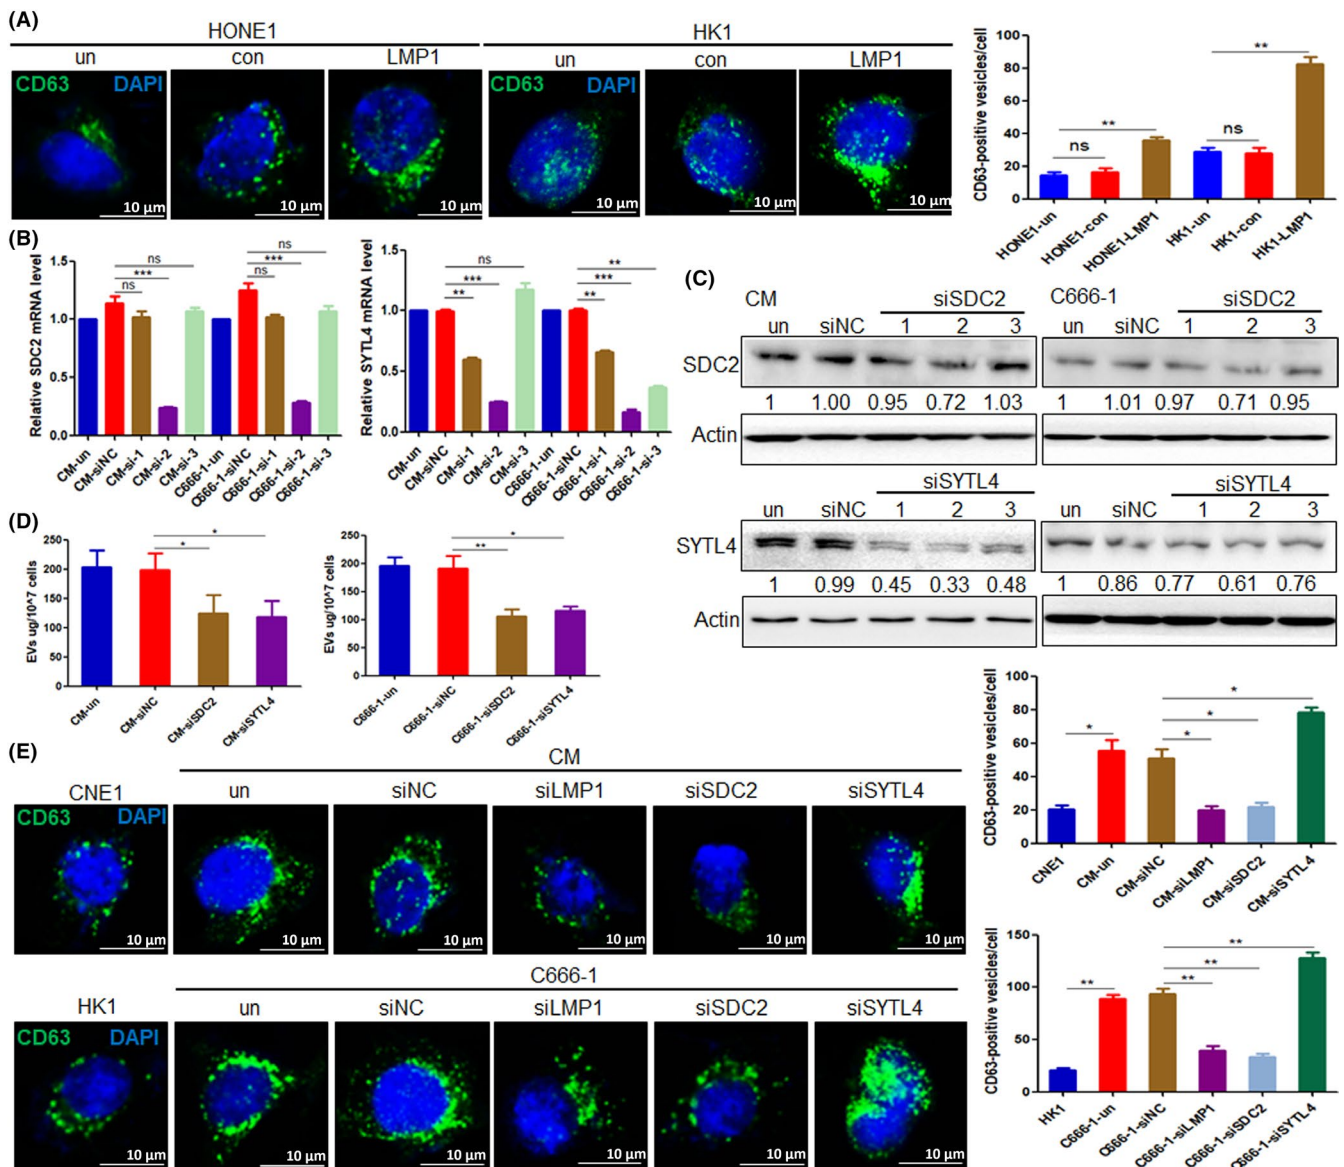 (A)
HONE1 HK1
un con LMP1 un con LMP1
CD63 DAPI CD63 DAPI
10 μm 10 μm 10 μm 10 μm 10 μm 10 μm
CD63-positive vesicles/cell
100
80
60
40
20
0
ns ** ns **
HONE1-un HONE1-con HONE1-LMP1 HK1-un HK1-con HK1-LMP1
(B)
Relative SDC2 mRNA level
1.5
1.0
0.5
0.0
ns
***
ns
ns
***
ns
CM-un CM-siNC CM-si-1 CM-si-2 CM-si-3 C666-1-un C666-1-siNC C666-1-si-1 C666-1-si-2 C666-1-si-3
Relative SYTL4 mRNA level
1.5
1.0
0.5
0.0
ns
***
**
**
***
**
CM-un CM-siNC CM-si-1 CM-si-2 CM-si-3 C666-1-un C666-1-siNC C666-1-si-1 C666-1-si-2 C666-1-si-3
(C)
CM siSDC2 C666-1 siSDC2
un siNC 1 2 3 un siNC 1 2 3
SDC2
1 1.00 0.95 0.72 1.03 1 1.01 0.97 0.71 0.95
Actin
siSYTL4 siSYTL4
un siNC 1 2 3 un siNC 1 2 3
SYTL4
1 0.99 0.45 0.33 0.48 1 0.86 0.77 0.61 0.76
Actin
(D)
EVs ug/10^7 cells
250
200
150
100
50
0
*
*
CM-un CM-siNC CM-siSDC2 CM-siSYTL4
EVs ug/10^7 cells
250
200
150
100
50
0
*
**
C666-1-un C666-1-siNC C666-1-siSDC2 C666-1-siSYTL4
(E)
CM
CNE1 un siNC siLMP1 siSDC2 siSYTL4
CD63 DAPI
10 μm 10 μm 10 μm 10 μm 10 μm 10 μm
C666-1
HK1 un siNC siLMP1 siSDC2 siSYTL4
CD63 DAPI
10 μm 10 μm 10 μm 10 μm 10 μm 10 μm
CD63-positive vesicles/cell
100
80
60
40
20
0
*
*
*
*
CNE1 CM-un CM-siNC CM-siLMP1 CM-siSDC2 CM-siSYTL4
CD63-positive vesicles/cell
150
100
50
0
**
**
**
**
HK1 C666-1-un C666-1-siNC C666-1-siLMP1 C666-1-siSDC2 C666-1-siSYTL4